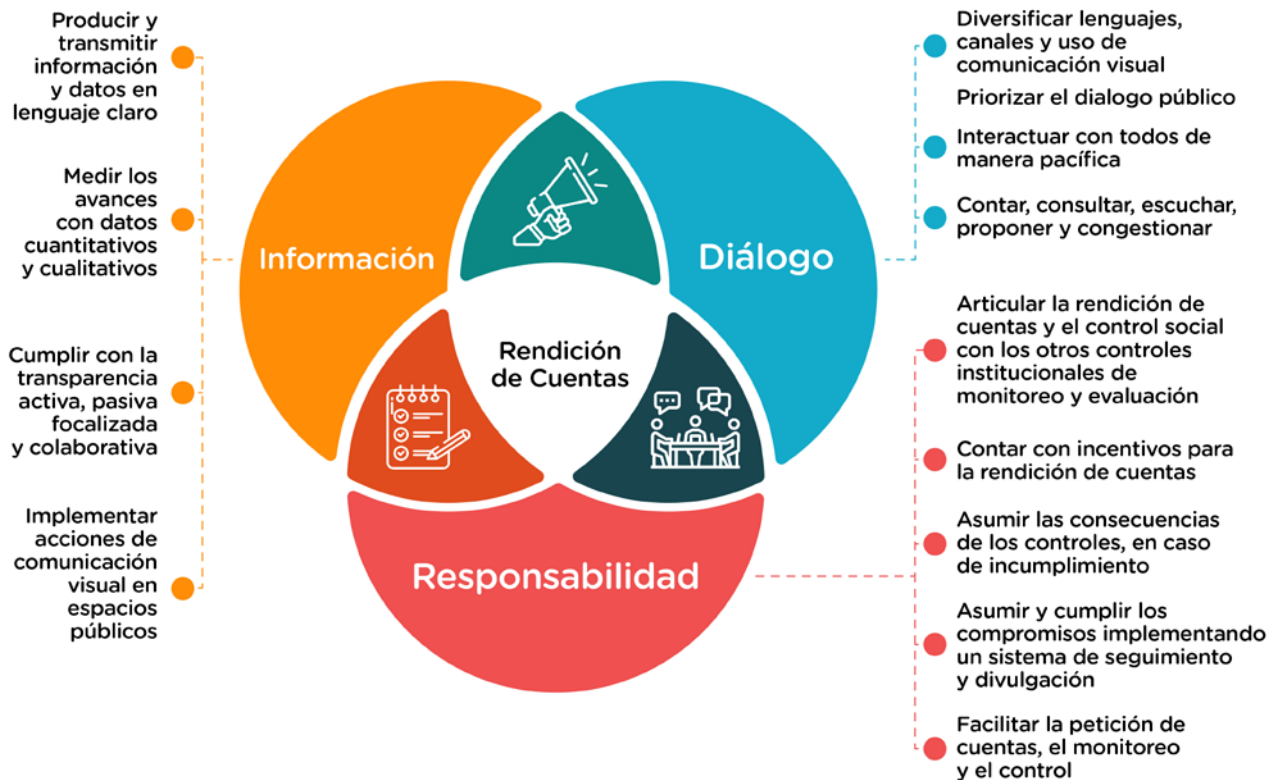 Producir y
transmitir
información
y datos en
lenguaje claro
Medir los
avances
con datos
cuantitativos
y cualitativos
Cumplir con la
transparencia
activa, pasiva
focalizada
y colaborativa
Implementar
acciones de
comunicación
visual en
espacios
públicos
Información
Diálogo
Rendición
de Cuentas
Responsabilidad
Diversificar lenguajes,
canales y uso de
comunicación visual
Priorizar el dialogo público
Interactuar con todos de
manera pacífica
Contar, consultar, escuchar,
proponer y congestionar
Articular la rendición de
cuentas y el control social
con los otros controles
institucionales de
monitoreo y evaluación
Contar con incentivos para
la rendición de cuentas
Asumir las consecuencias
de los controles, en caso
de incumplimiento
Asumir y cumplir los
compromisos implementando
un sistema de seguimiento
y divulgación
Facilitar la petición de
cuentas, el monitoreo
y el control